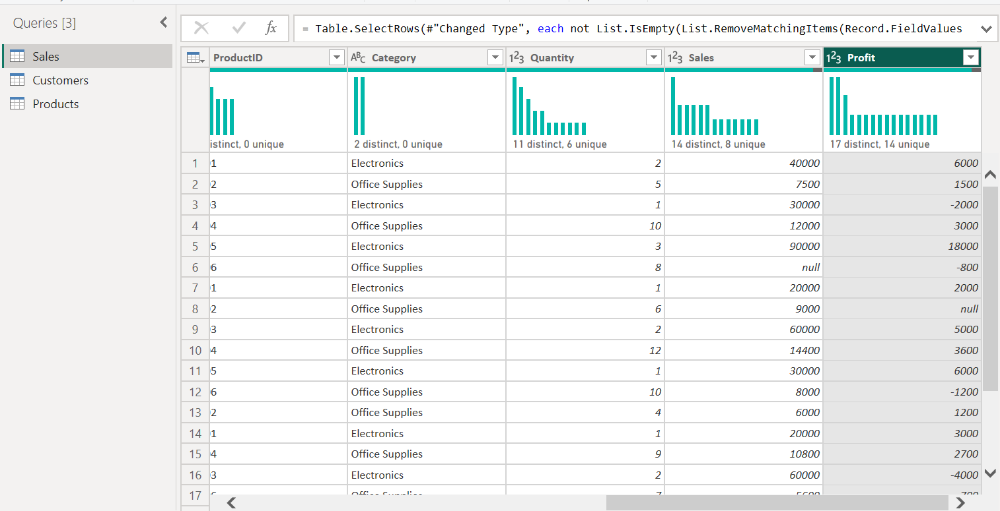 Queries [3]
fx
= Table.SelectRows(#"Changed Type", each not List.IsEmpty(List.RemoveMatchingItems(Record.FieldValues
Sales
Customers
Products
ProductID ABC Category 123 Quantity 123 Sales 123 Profit
istinct, 0 unique 2 distinct, 0 unique 11 distinct, 6 unique 14 distinct, 8 unique 17 distinct, 14 unique
1 1 Electronics 2 40000 6000
2 2 Office Supplies 5 7500 1500
3 3 Electronics 1 30000 -2000
4 4 Office Supplies 10 12000 3000
5 5 Electronics 3 90000 18000
6 6 Office Supplies 8 null -800
7 1 Electronics 1 20000 2000
8 2 Office Supplies 6 9000 null
9 3 Electronics 2 60000 5000
10 4 Office Supplies 12 14400 3600
11 5 Electronics 1 30000 6000
12 6 Office Supplies 10 8000 -1200
13 2 Office Supplies 4 6000 1200
14 1 Electronics 1 20000 3000
15 4 Office Supplies 9 10800 2700
16 3 Electronics 2 60000 -4000
17 Office Supplies